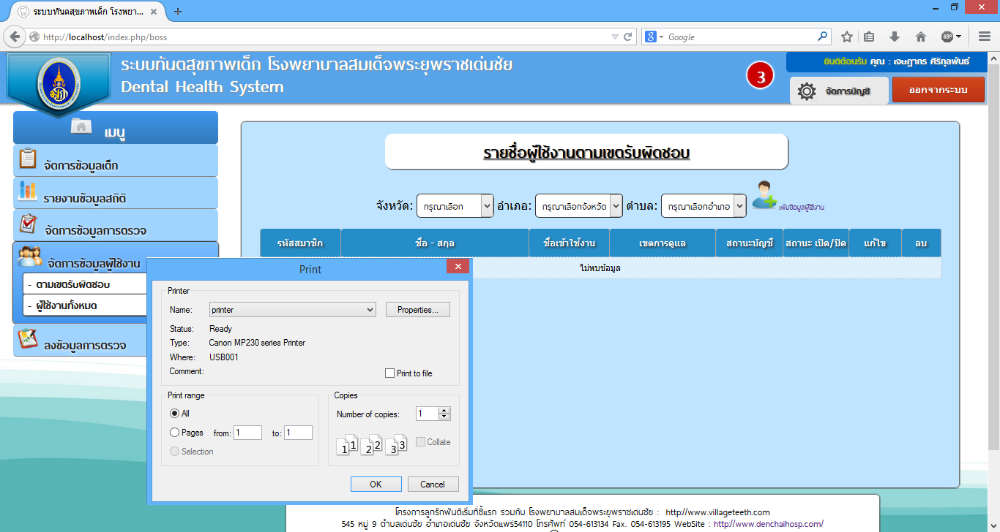 ระบบทันตสุขภาพเด็ก โรงพยา...
http://localhost/index.php/boss
Google
ABP
ระบบทันตสุขภาพเด็ก โรงพยาบาลสมเด็จพระยุพราชเด่นชัย
Dental Health System
3
ยินดีต้อนรับ คุณ : เจษฎากร ศิริกุลพันธ์
จัดการบัญชี
ออกจากระบบ
เมนู
จัดการข้อมูลเด็ก
รายงานข้อมูลสถิติ
จัดการข้อมูลการตรวจ
จัดการข้อมูลผู้ใช้งาน
- ตามเขตรับผิดชอบ
- ผู้ใช้งานทั้งหมด
ลงข้อมูลการตรวจ
รายชื่อผู้ใช้งานตามเขตรับผิดชอบ
จังหวัด: กรุณาเลือก อำเภอ: กรุณาเลือกจังหวัด ตำบล: กรุณาเลือกอำเภอ เพิ่มข้อมูลผู้ใช้งาน
รหัสสมาชิก ชื่อ - สกุล ชื่อเข้าใช้งาน เขตการดูแล สถานะบัญชี สถานะ เปิด/ปิด แก้ไข ลบ
ไม่พบข้อมูล
Print
Printer
Name: printer Properties...
Status: Ready
Type: Canon MP230 series Printer
Where: USB001
Comment:
Print to file
Print range
All
Pages from: 1 to: 1
Selection
Copies
Number of copies: 1
1 1 2 2 3 3 Collate
OK Cancel
โครงการลูกรักฟันดีเริ่มที่ซี่แรก ร่วมกับ โรงพยาบาลสมเด็จพระยุพราชเด่นชัย : http://www.villageteeth.com
545 หมู่ 9 ตำบลเด่นชัย อำเภอเด่นชัย จังหวัดแพร่54110 โทรศัพท์ 054-613134 Fax. 054-613195 WebSite : http://www.denchaihosp.com/